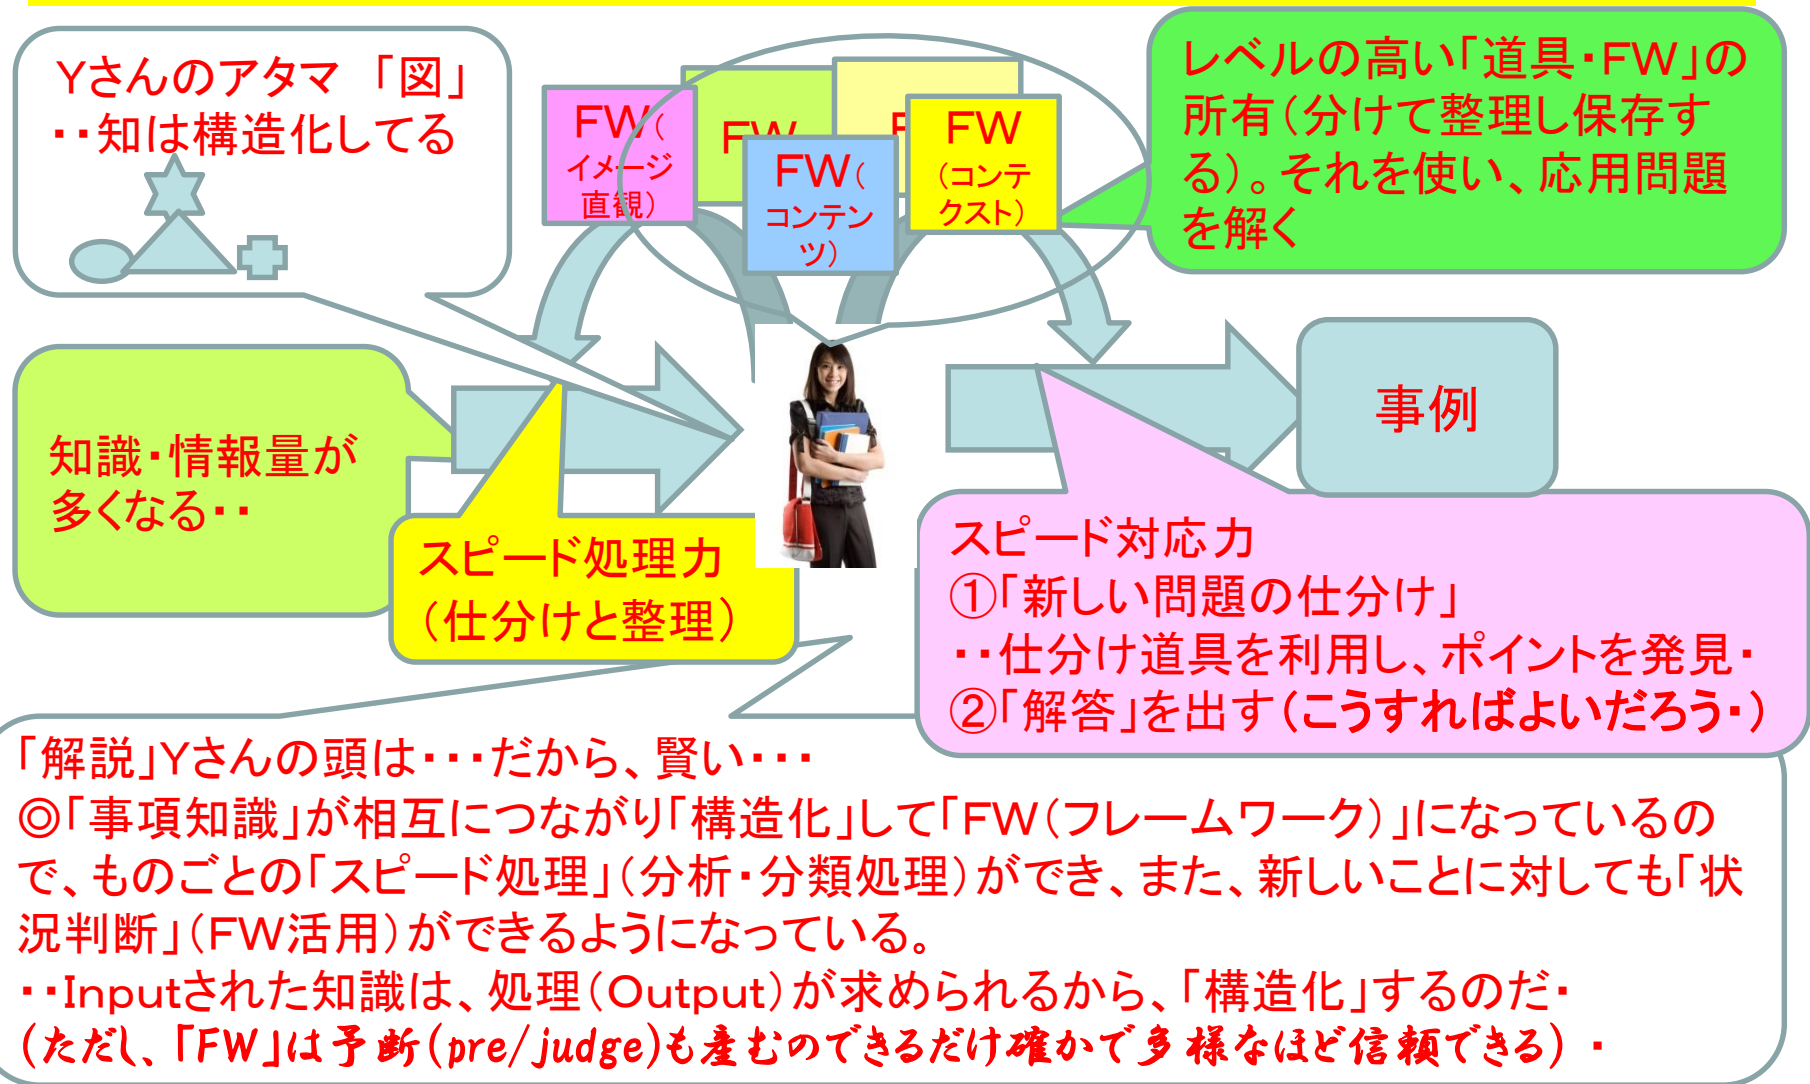 Yさんのアタマ 「図」
・・知は構造化してる
FW(
イメージ
直観)
FW
F
FW(
コンテン
ツ)
FW
(コンテ
クスト)
レベルの高い「道具・FW」の
所有(分けて整理し保存す
る)。それを使い、応用問題
を解く
知識・情報量が
多くなる・・
スピード処理力
(仕分けと整理)
事例
スピード対応力
①「新しい問題の仕分け」
・・仕分け道具を利用し、ポイントを発見・
②「解答」を出す(こうすればよいだろう・)
「解説」Yさんの頭は・・・だから、賢い・・・
◎「事項知識」が相互につながり「構造化」して「FW(フレームワーク)」になっているの
で、ものごとの「スピード処理」(分析・分類処理)ができ、また、新しいことに対しても「状
況判断」(FW活用)ができるようになっている。
・・Inputされた知識は、処理(Output)が求められるから、「構造化」するのだ・
(ただし、「FW」は予断(pre/judge)も産むのできるだけ確かで多様なほど信頼できる)・